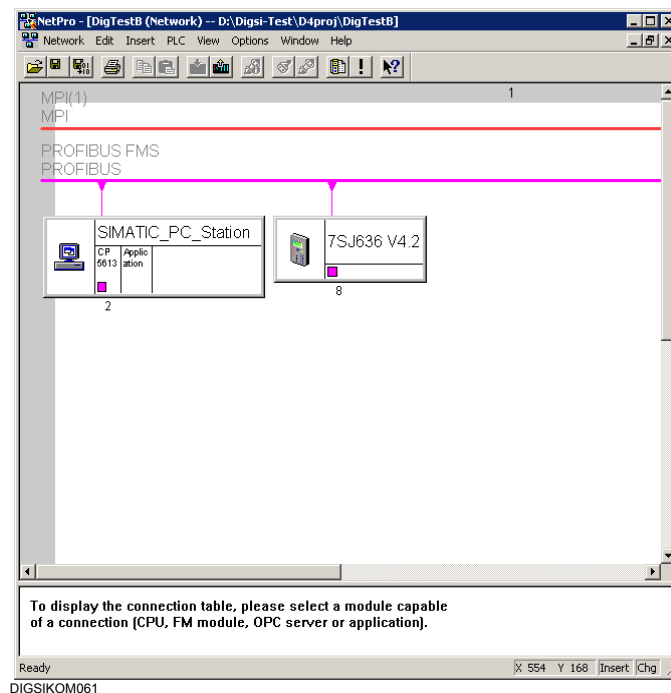 NetPro - [DigTestB (Network) -- D:\Digsi-Test\D4proj\DigTestB]
Network Edit Insert PLC View Options Window Help
1
MPI(1)
MPI
PROFIBUS FMS
PROFIBUS
SIMATIC_PC_Station
CP
5613
Applic
ation
2
7SJ636 V4.2
8
To display the connection table, please select a module capable
of a connection (CPU, FM module, OPC server or application).
Ready
X 554 Y 168 Insert Chg
DIGSIKOM061